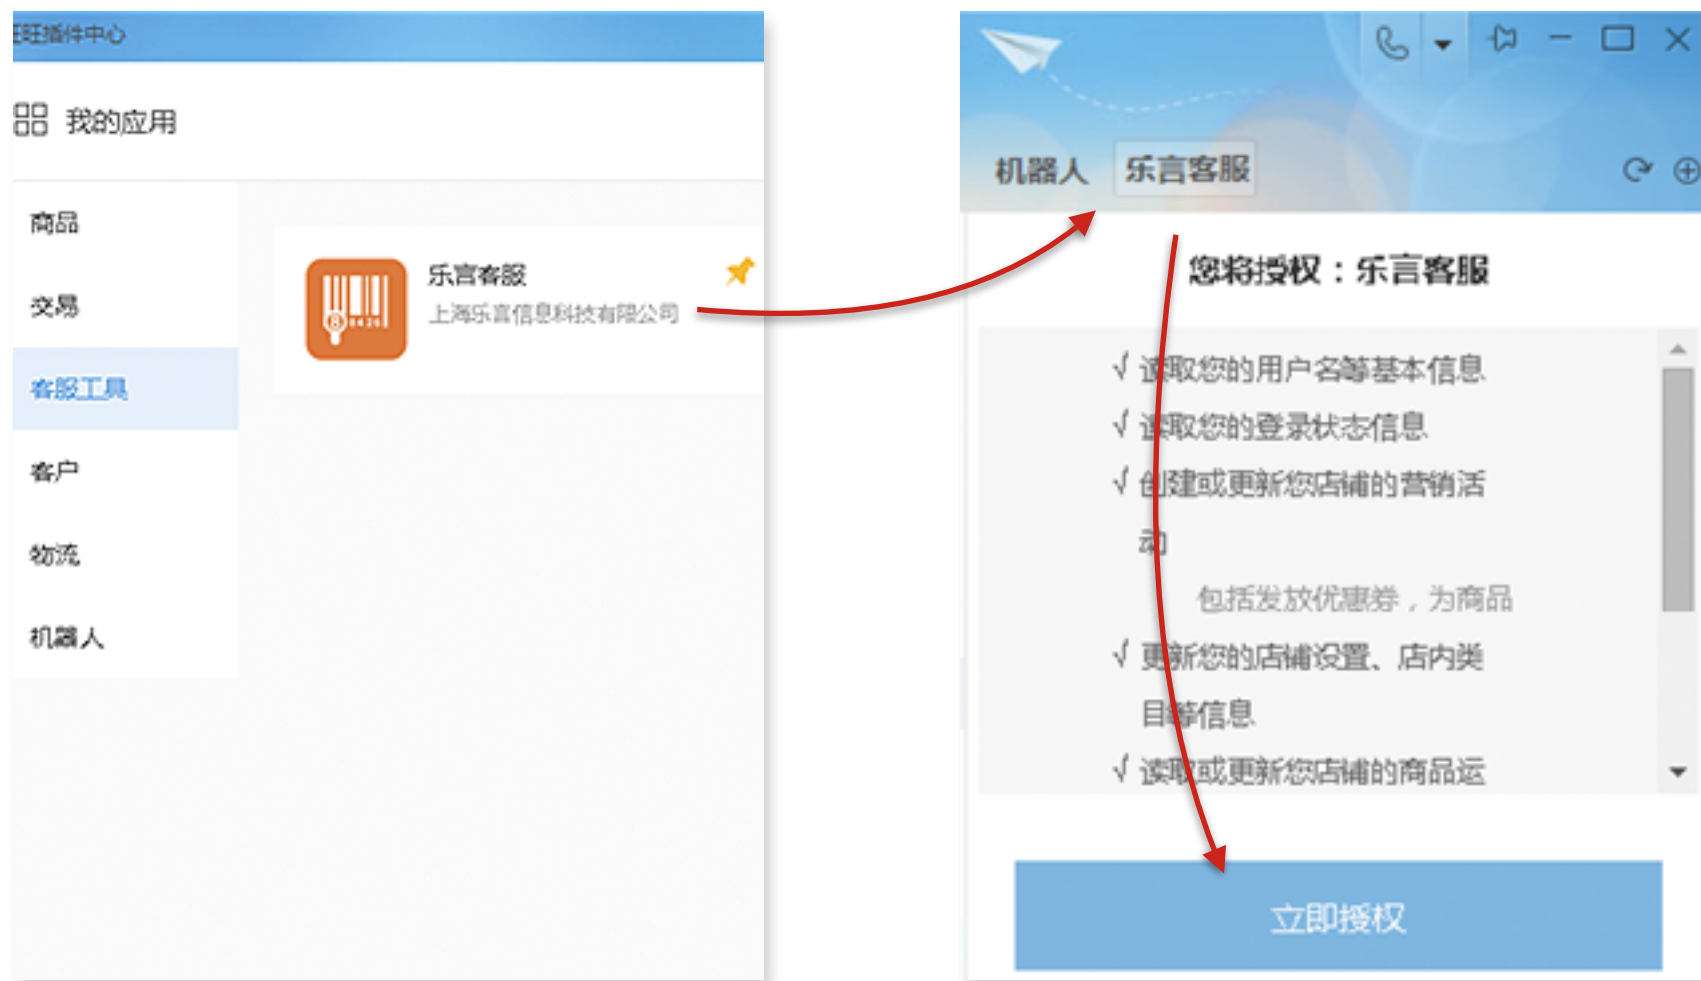 旺旺插件中心
我的应用
商品
交易
客服工具
客户
物流
机器人
乐言客服
上海乐言信息科技有限公司
机器人
乐言客服
您将授权：乐言客服
√ 读取您的用户名等基本信息
√ 读取您的登录状态信息
√ 创建或更新您店铺的营销活
动
包括发放优惠券，为商品
√ 更新您的店铺设置、店内类
目等信息
√ 读取或更新您店铺的商品运
立即授权